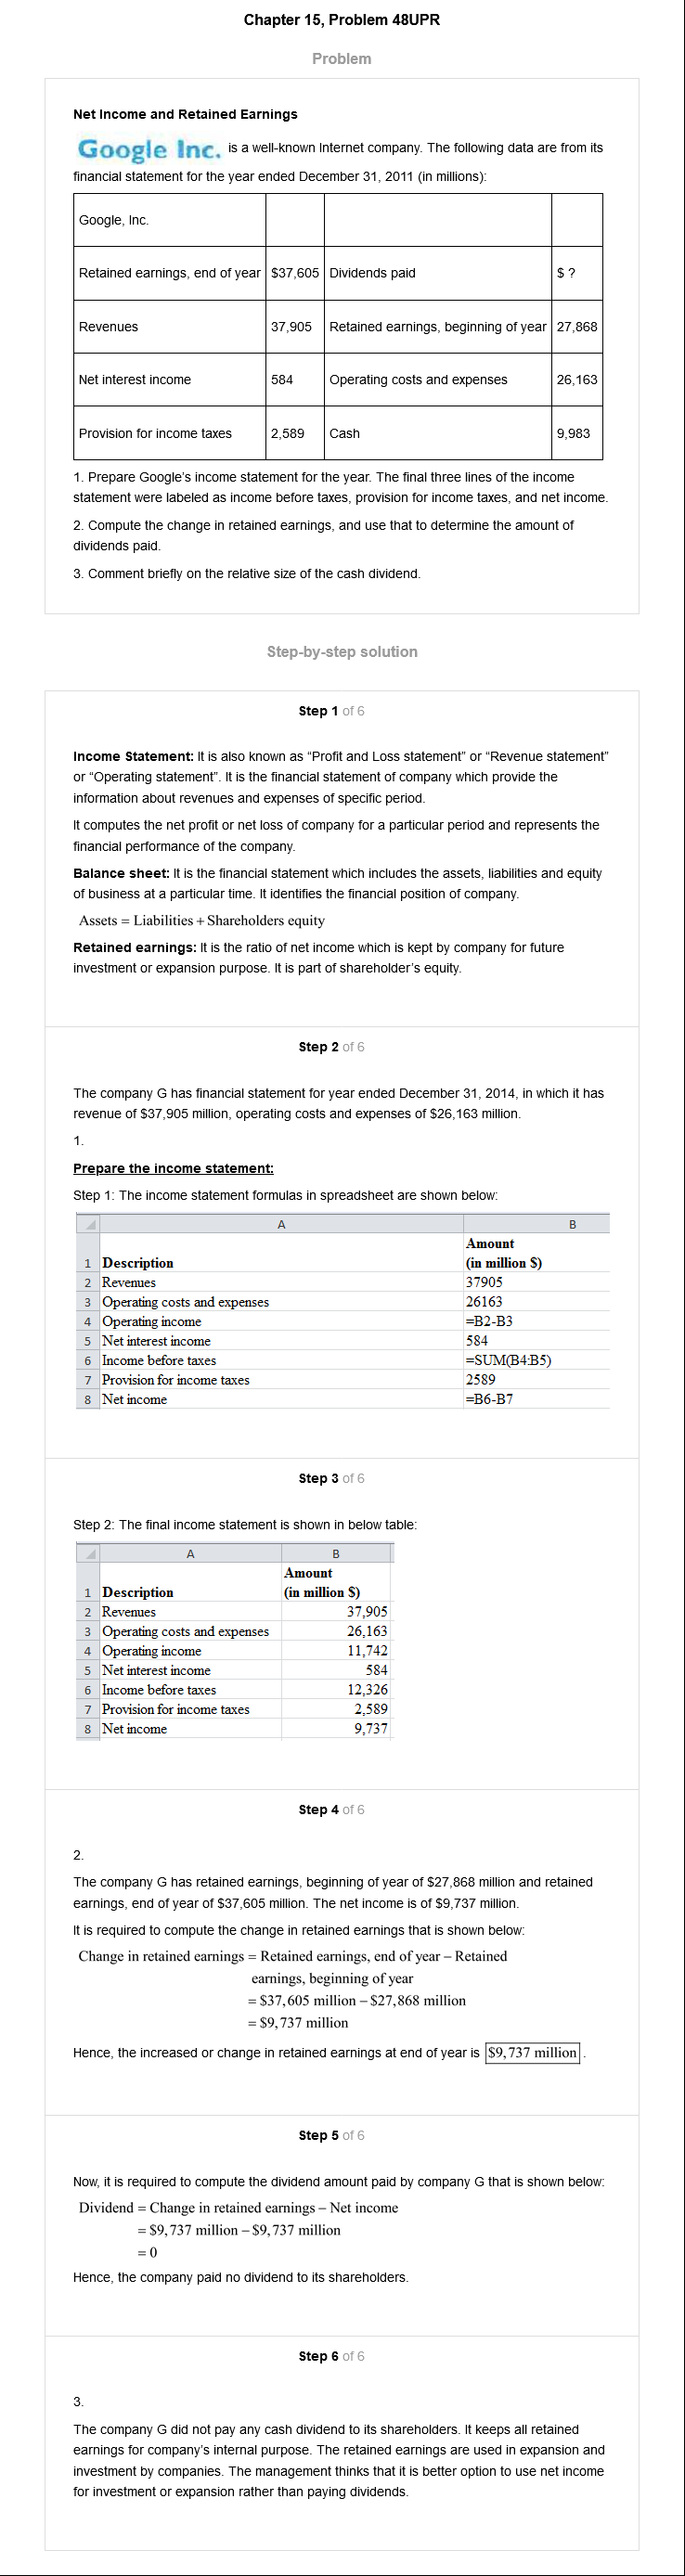 Chapter 15, Problem 48UPR
Problem
Net Income and Retained Earnings
Google Inc. is a well-known Internet company. The following data are from its
financial statement for the year ended December 31, 2011 (in millions):
Google, Inc.
Retained earnings, end of year $37,605 Dividends paid $ ?
Revenues 37,905 Retained earnings, beginning of year 27,868
Net interest income 584 Operating costs and expenses 26,163
Provision for income taxes 2,589 Cash 9,983
1. Prepare Google's income statement for the year. The final three lines of the income
statement were labeled as income before taxes, provision for income taxes, and net income.
2. Compute the change in retained earnings, and use that to determine the amount of
dividends paid.
3. Comment briefly on the relative size of the cash dividend.
Step-by-step solution
Step 1 of 6
Income Statement: It is also known as “Profit and Loss statement” or “Revenue statement”
or “Operating statement”. It is the financial statement of company which provide the
information about revenues and expenses of specific period.
It computes the net profit or net loss of company for a particular period and represents the
financial performance of the company.
Balance sheet: It is the financial statement which includes the assets, liabilities and equity
of business at a particular time. It identifies the financial position of company.
Assets = Liabilities + Shareholders equity
Retained earnings: It is the ratio of net income which is kept by company for future
investment or expansion purpose. It is part of shareholder's equity.
Step 2 of 6
The company G has financial statement for year ended December 31, 2014, in which it has
revenue of $37,905 million, operating costs and expenses of $26,163 million.
1.
Prepare the income statement:
Step 1: The income statement formulas in spreadsheet are shown below:
A B
Amount
1 Description (in million $)
2 Revenues 37905
3 Operating costs and expenses 26163
4 Operating income =B2-B3
5 Net interest income 584
6 Income before taxes =SUM(B4:B5)
7 Provision for income taxes 2589
8 Net income =B6-B7
Step 3 of 6
Step 2: The final income statement is shown in below table:
A B
Amount
1 Description (in million $)
2 Revenues 37,905
3 Operating costs and expenses 26,163
4 Operating income 11,742
5 Net interest income 584
6 Income before taxes 12,326
7 Provision for income taxes 2,589
8 Net income 9,737
Step 4 of 6
2.
The company G has retained earnings, beginning of year of $27,868 million and retained
earnings, end of year of $37,605 million. The net income is of $9,737 million.
It is required to compute the change in retained earnings that is shown below:
Change in retained earnings = Retained earnings, end of year – Retained
earnings, beginning of year
= $37,605 million – $27,868 million
= $9,737 million
Hence, the increased or change in retained earnings at end of year is $9,737 million.
Step 5 of 6
Now, it is required to compute the dividend amount paid by company G that is shown below:
Dividend = Change in retained earnings – Net income
= $9,737 million – $9,737 million
= 0
Hence, the company paid no dividend to its shareholders.
Step 6 of 6
3.
The company G did not pay any cash dividend to its shareholders. It keeps all retained
earnings for company's internal purpose. The retained earnings are used in expansion and
investment by companies. The management thinks that it is better option to use net income
for investment or expansion rather than paying dividends.